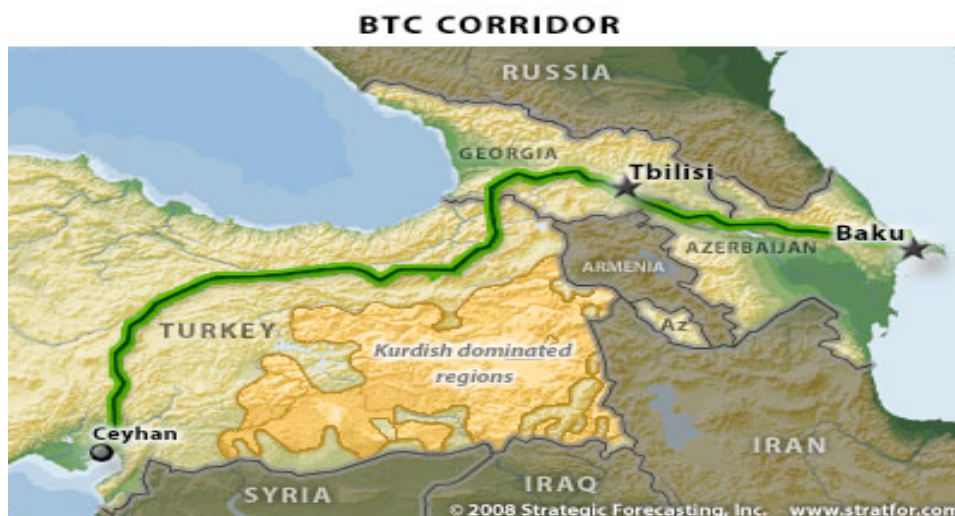 BTC CORRIDOR
RUSSIA
GEORGIA
Tbilisi
Baku
AZERBAIJAN
ARMENIA
Az
TURKEY
Kurdish dominated
regions
Ceyhan
IRAN
SYRIA
IRAQ
© 2008 Strategic Forecasting, Inc. www.stratfor.com